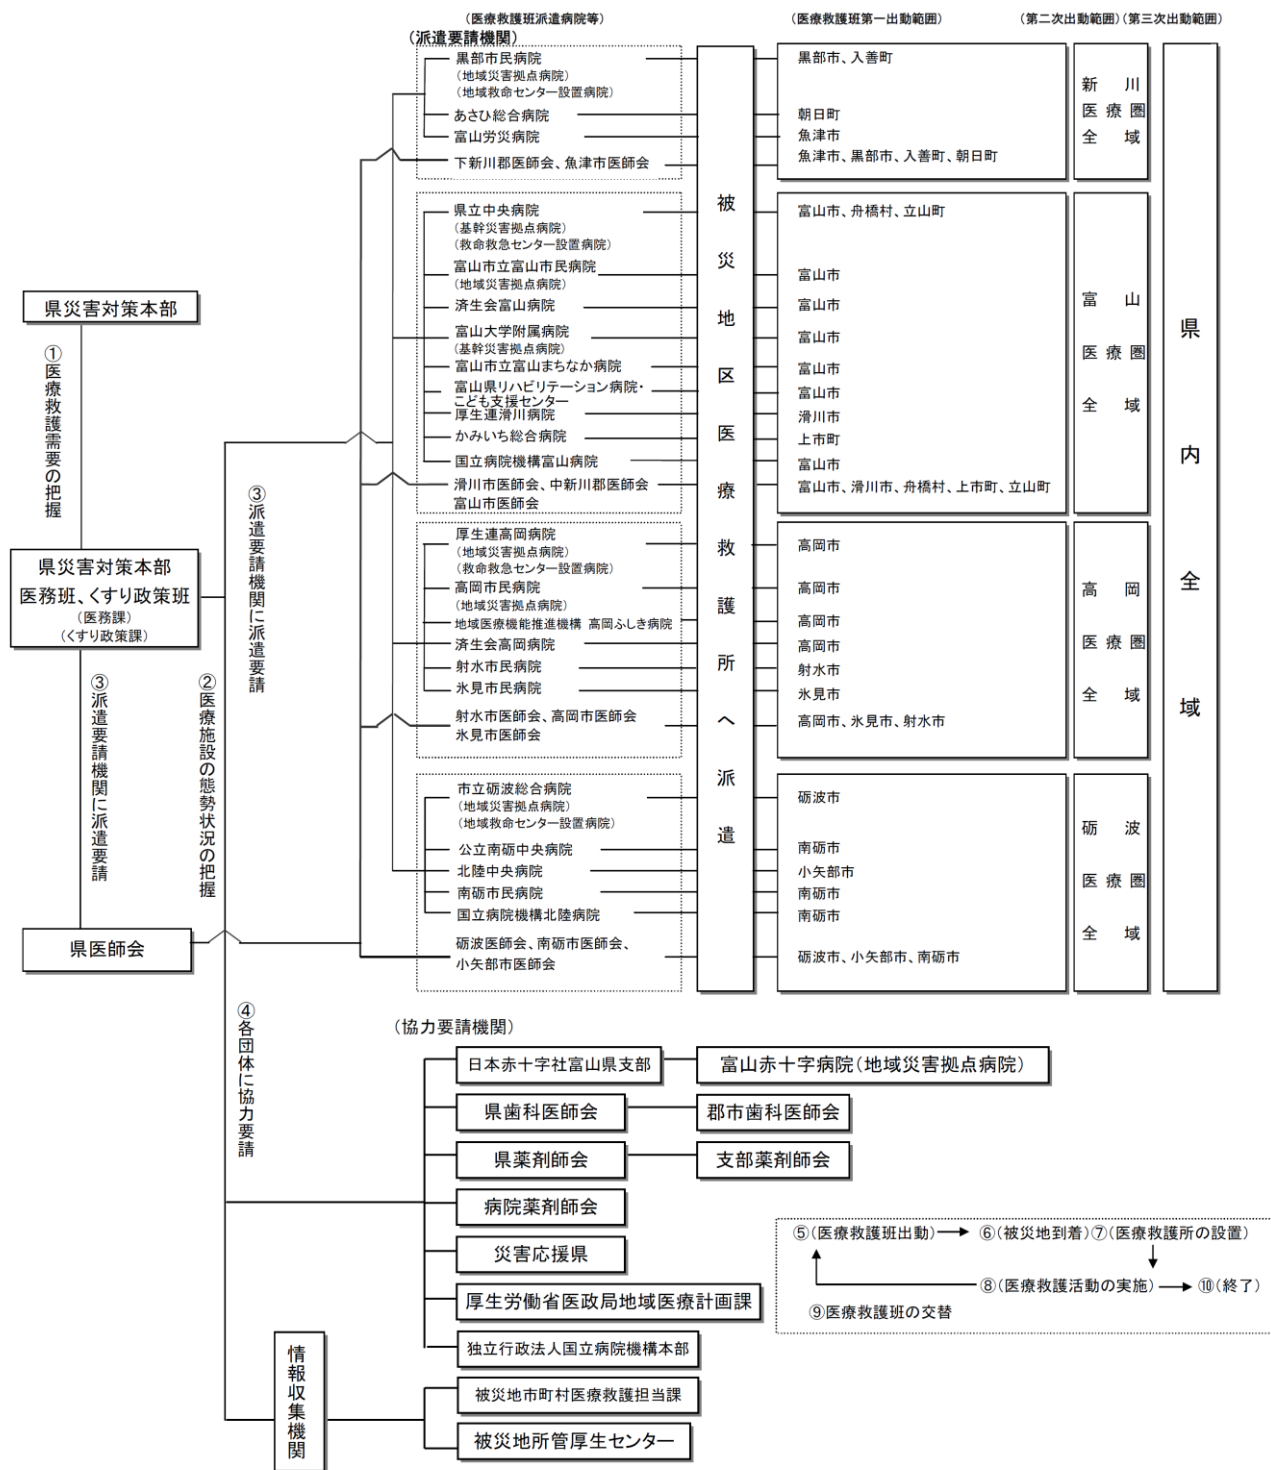 (医療救護班派遣病院等)
(医療救護班第一出動範囲)
(第二次出動範囲)
(第三次出動範囲)
(派遣要請機関)
黒部市民病院
(地域災害拠点病院)
(地域救命センター設置病院)
あさひ総合病院
富山労災病院
下新川郡医師会、魚津市医師会
黒部市、入善町
朝日町
魚津市
魚津市、黒部市、入善町、朝日町
新川
医療圏
全域
県立中央病院
(基幹災害拠点病院)
(救命救急センター設置病院)
富山市立富山市民病院
(地域災害拠点病院)
済生会富山病院
富山大学附属病院
(基幹災害拠点病院)
富山市立富山まちなか病院
富山県リハビリテーション病院・
こども支援センター
厚生連滑川病院
かみいち総合病院
国立病院機構富山病院
滑川市医師会、中新川郡医師会
富山市医師会
富山市、舟橋村、立山町
富山市
富山市
富山市
富山市
富山市
滑川市
上市町
富山市
富山市、滑川市、舟橋村、上市町、立山町
富山
医療圏
全域
厚生連高岡病院
(地域災害拠点病院)
(救命救急センター設置病院)
高岡市民病院
(地域災害拠点病院)
地域医療機能推進機構 高岡ふしき病院
済生会高岡病院
射水市民病院
氷見市民病院
射水市医師会、高岡市医師会
氷見市医師会
高岡市
高岡市
高岡市
高岡市
射水市
氷見市
高岡市、氷見市、射水市
高岡
医療圏
全域
市立砺波総合病院
(地域災害拠点病院)
(地域救命センター設置病院)
公立南砺中央病院
北陸中央病院
南砺市民病院
国立病院機構北陸病院
砺波医師会、南砺市医師会、
小矢部市医師会
砺波市
南砺市
小矢部市
南砺市
南砺市
砺波市、小矢部市、南砺市
砺波
医療圏
全域
被災地区医療救護所へ派遣
県内全域
県災害対策本部
①医療救護需要の把握
県災害対策本部
医務班、くすり政策班
(医務課)
(くすり政策課)
③派遣要請機関に派遣要請
②医療施設の態勢状況の把握
③派遣要請機関に派遣要請
県医師会
④各団体に協力要請
(協力要請機関)
日本赤十字社富山県支部
富山赤十字病院(地域災害拠点病院)
県歯科医師会
郡市歯科医師会
県薬剤師会
支部薬剤師会
病院薬剤師会
災害応援県
厚生労働省医政局地域医療計画課
独立行政法人国立病院機構本部
情報収集機関
被災地市町村医療救護担当課
被災地所管厚生センター
⑤(医療救護班出動)
⑥(被災地到着)⑦(医療救護所の設置)
⑧(医療救護活動の実施)
⑩(終了)
⑨医療救護班の交替